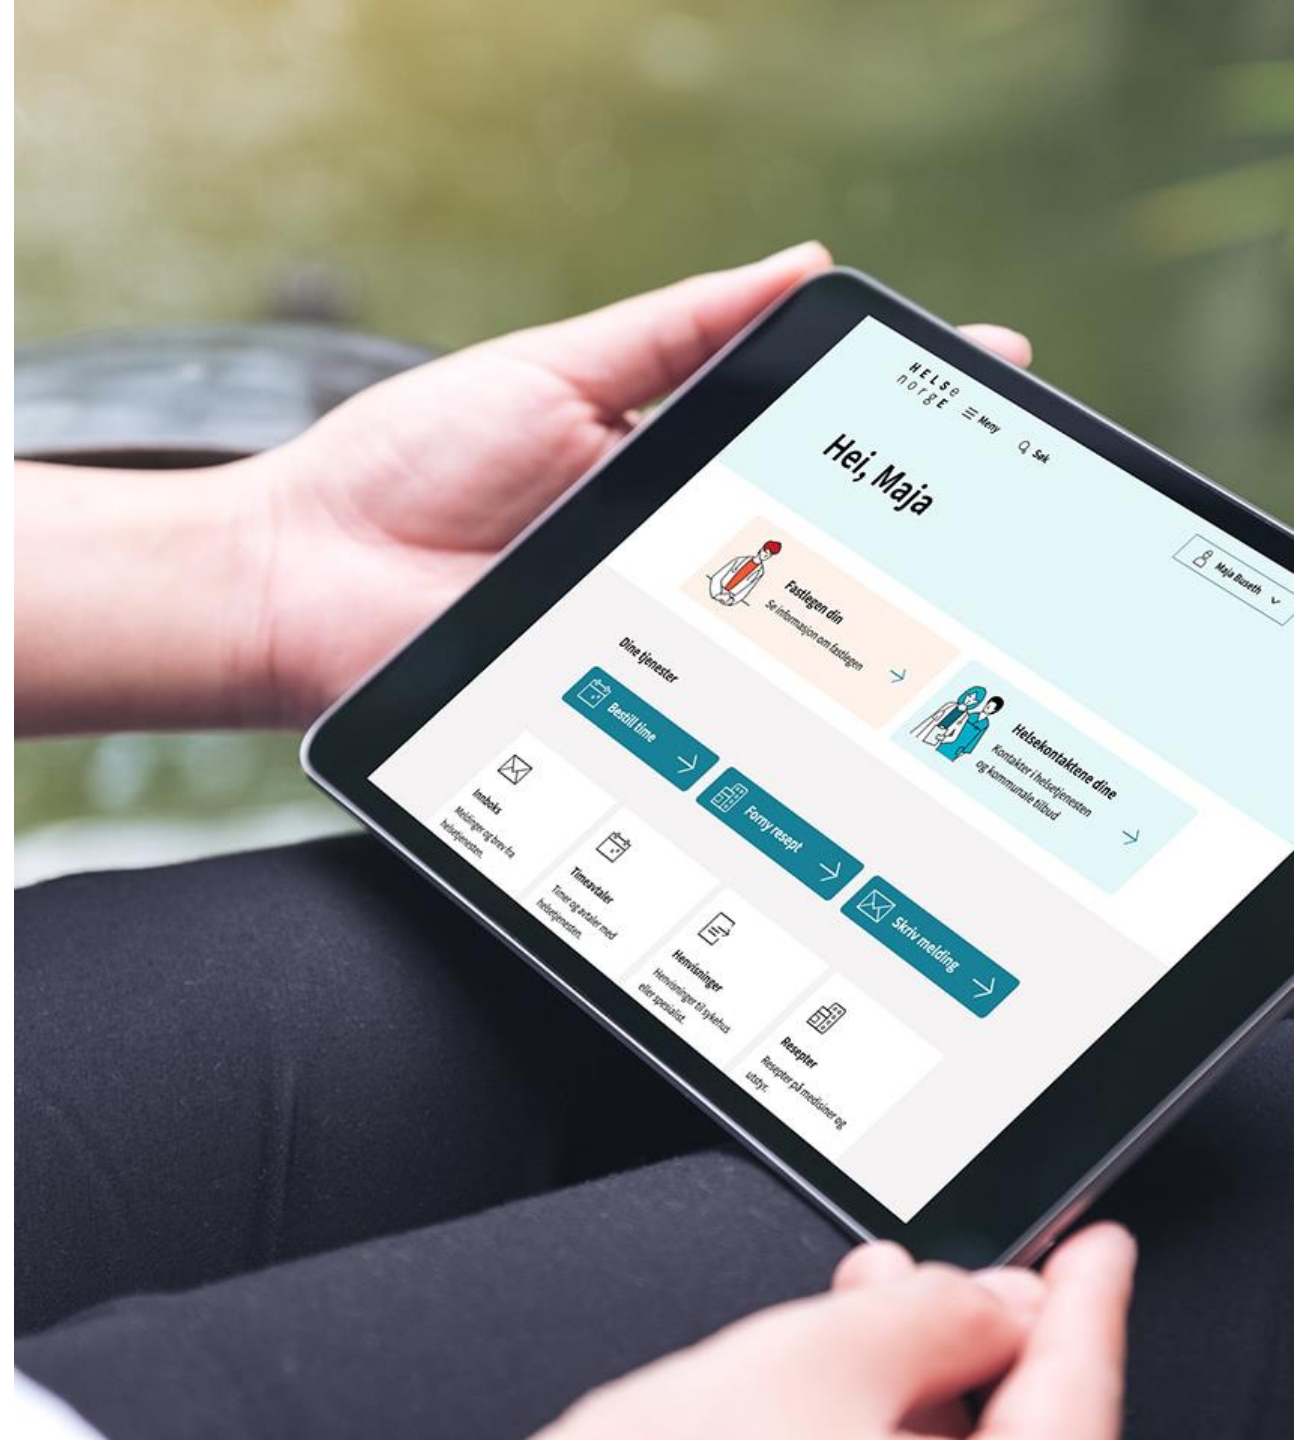 HELSe
norgE
Meny
Søk
Maja Buseth
Hei, Maja
Fastlegen din
Se informasjon om fastlegen
Helsekontaktene dine
Kontakter i helsetjenesten
og kommunale tilbud
Dine tjenester
Bestill time
Forny resept
Skriv melding
Innboks
Meldinger og brev fra
helsetjenesten.
Timeavtaler
Timer og avtaler med
helsetjenesten.
Henvisninger
Henvisninger til sykehus
eller spesialist.
Resepter
Resepter på medisiner og
utstyr.